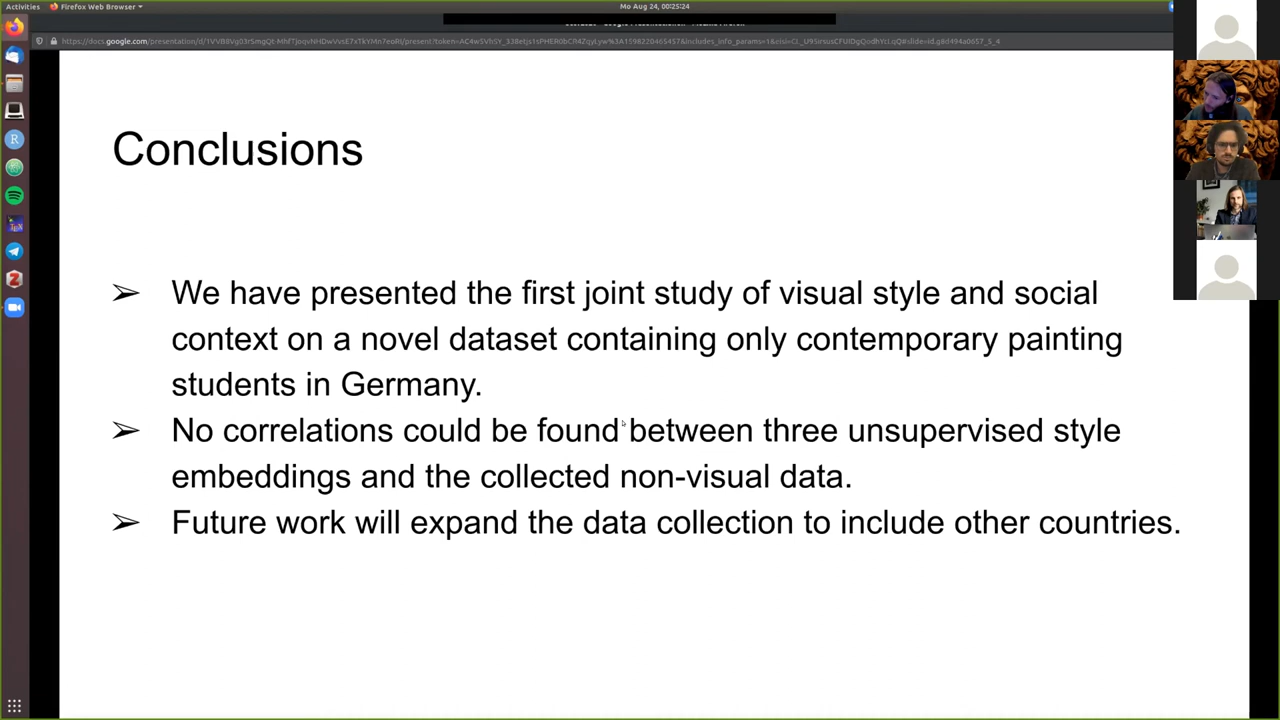 Activities
Firefox Web Browser
Mo Aug 24, 00:25:24
Conclusions
➢ We have presented the first joint study of visual style and social
context on a novel dataset containing only contemporary painting
students in Germany.
➢ No correlations could be found between three unsupervised style
embeddings and the collected non-visual data.
➢ Future work will expand the data collection to include other countries.